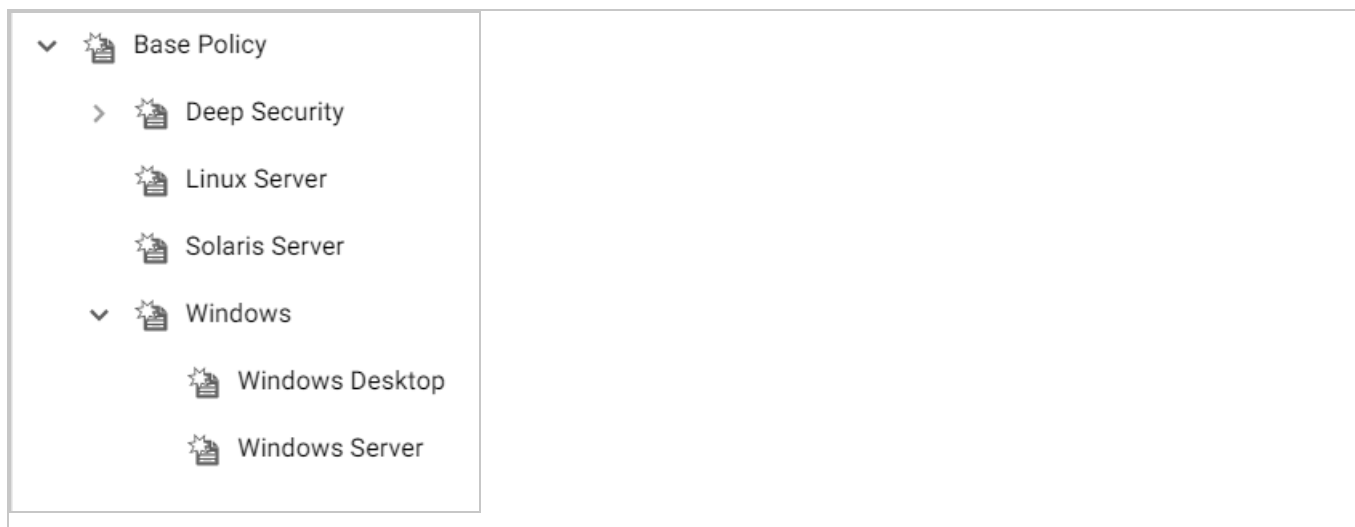 Base Policy
Deep Security
Linux Server
Solaris Server
Windows
Windows Desktop
Windows Server